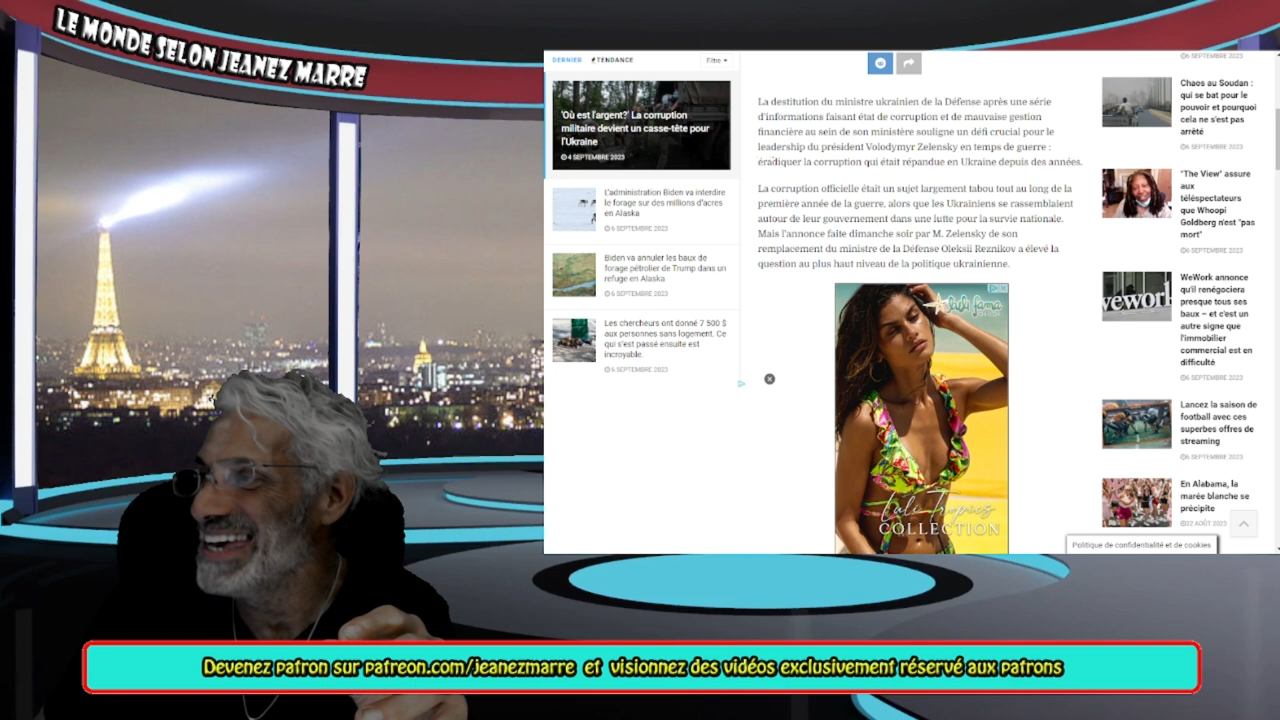 LE MONDE SELON JEANEZ MARRE
DERNIER
TENDANCE
Filtre
'Où est l'argent?' La corruption
militaire devient un casse-tête pour
l'Ukraine
4 SEPTEMBRE 2023
L'administration Biden va interdire
le forage sur des millions d'acres
en Alaska
6 SEPTEMBRE 2023
Biden va annuler les baux de
forage pétrolier de Trump dans un
refuge en Alaska
6 SEPTEMBRE 2023
Les chercheurs ont donné 7 500 $
aux personnes sans logement. Ce
qui s'est passé ensuite est
incroyable.
6 SEPTEMBRE 2023
La destitution du ministre ukrainien de la Défense après une série
d'informations faisant état de corruption et de mauvaise gestion
financière au sein de son ministère souligne un défi crucial pour le
leadership du président Volodymyr Zelensky en temps de guerre :
éradiquer la corruption qui était répandue en Ukraine depuis des années.
La corruption officielle était un sujet largement tabou tout au long de la
première année de la guerre, alors que les Ukrainiens se rassemblaient
autour de leur gouvernement dans une lutte pour la survie nationale.
Mais l'annonce faite dimanche soir par M. Zelensky de son
remplacement du ministre de la Défense Oleksii Reznikov a élevé la
question au plus haut niveau de la politique ukrainienne.
luli fama
Luli Tropics
COLLECTION
6 SEPTEMBRE 2023
Chaos au Soudan :
qui se bat pour le
pouvoir et pourquoi
cela ne s'est pas
arrêté
6 SEPTEMBRE 2023
"The View" assure
aux
téléspectateurs
que Whoopi
Goldberg n'est "pas
mort"
6 SEPTEMBRE 2023
wework
WeWork annonce
qu'il renégociera
presque tous ses
baux – et c'est un
autre signe que
l'immobilier
commercial est en
difficulté
6 SEPTEMBRE 2023
Lancez la saison de
football avec ces
superbes offres de
streaming
6 SEPTEMBRE 2023
En Alabama, la
marée blanche se
précipite
22 AOÛT 2023
Politique de confidentialité et de cookies
Devenez patron sur patreon.com/jeanezmarre et visionnez des vidéos exclusivement réservé aux patrons